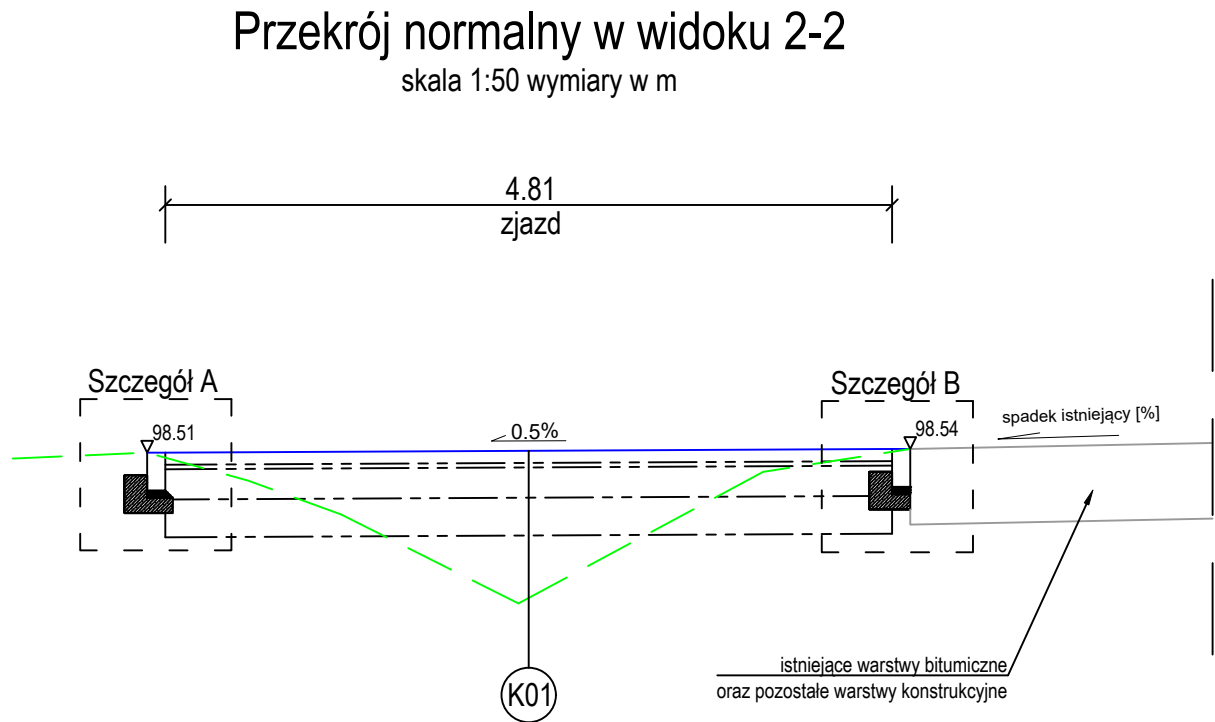 Przekrój normalny w widoku 2-2
skala 1:50 wymiary w m
4.81
zjazd
Szczegół A
Szczegół B
98.51
0.5%
98.54
spadek istniejący [%]
istniejące warstwy bitumiczne
oraz pozostałe warstwy konstrukcyjne
K01